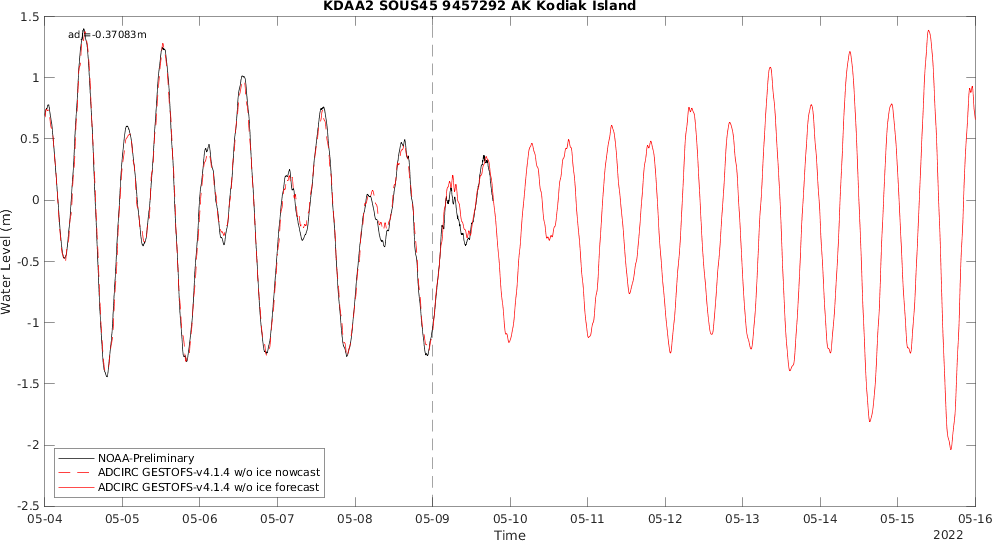 KDAA2 SOUS45 9457292 AK Kodiak Island
adj=-0.37083m
1.5
1
0.5
0
-0.5
-1
-1.5
-2
-2.5
Water Level (m)
NOAA-Preliminary
ADCIRC GESTOFS-v4.1.4 w/o ice nowcast
ADCIRC GESTOFS-v4.1.4 w/o ice forecast
05-04 05-05 05-06 05-07 05-08 05-09 05-10 05-11 05-12 05-13 05-14 05-15 05-16
Time
2022